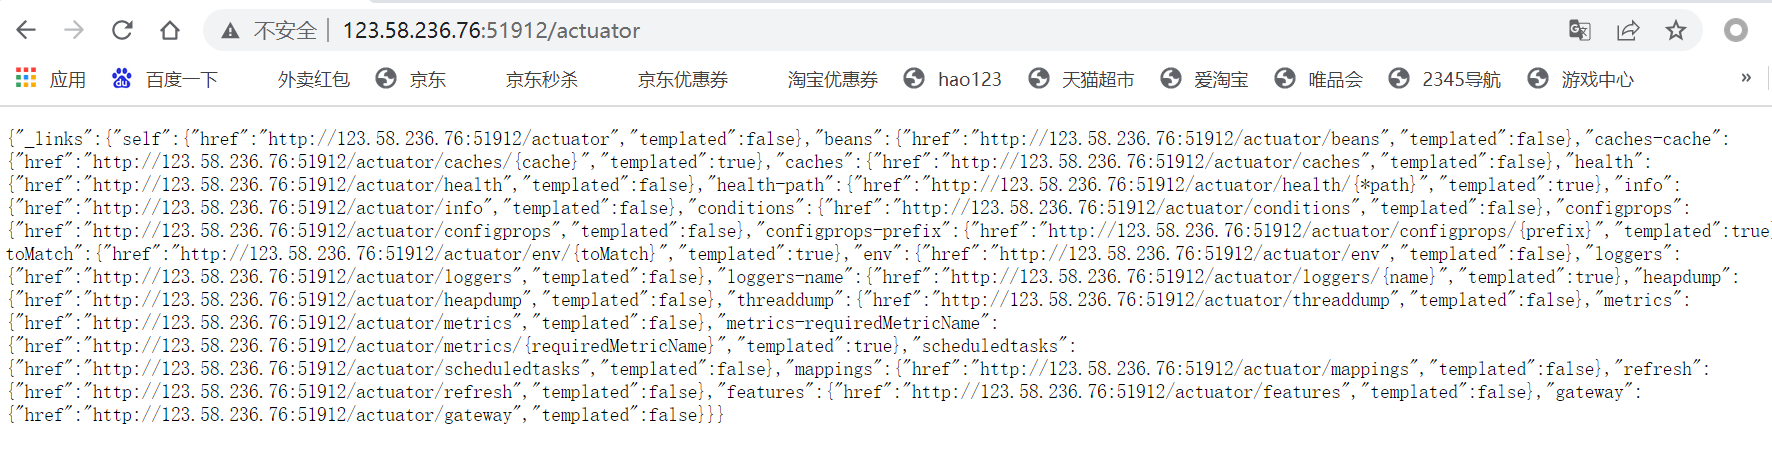 不安全 | 123.58.236.76:51912/actuator
应用 百度一下 外卖红包 京东 京东秒杀 京东优惠券 淘宝优惠券 hao123 天猫超市 爱淘宝 唯品会 2345导航 游戏中心 »
{"_links":{"self":{"href":"http://123.58.236.76:51912/actuator","templated":false},"beans":{"href":"http://123.58.236.76:51912/actuator/beans","templated":false},"caches-cache":
{"href":"http://123.58.236.76:51912/actuator/caches/{cache}","templated":true},"caches":{"href":"http://123.58.236.76:51912/actuator/caches","templated":false},"health":
{"href":"http://123.58.236.76:51912/actuator/health","templated":false},"health-path":{"href":"http://123.58.236.76:51912/actuator/health/{*path}","templated":true},"info":
{"href":"http://123.58.236.76:51912/actuator/info","templated":false},"conditions":{"href":"http://123.58.236.76:51912/actuator/conditions","templated":false},"configprops":
{"href":"http://123.58.236.76:51912/actuator/configprops","templated":false},"configprops-prefix":{"href":"http://123.58.236.76:51912/actuator/configprops/{prefix}","templated":true
toMatch":{"href":"http://123.58.236.76:51912/actuator/env/{toMatch}","templated":true},"env":{"href":"http://123.58.236.76:51912/actuator/env","templated":false},"loggers":
{"href":"http://123.58.236.76:51912/actuator/loggers","templated":false},"loggers-name":{"href":"http://123.58.236.76:51912/actuator/loggers/{name}","templated":true},"heapdump":
{"href":"http://123.58.236.76:51912/actuator/heapdump","templated":false},"threaddump":{"href":"http://123.58.236.76:51912/actuator/threaddump","templated":false},"metrics":
{"href":"http://123.58.236.76:51912/actuator/metrics","templated":false},"metrics-requiredMetricName":
{"href":"http://123.58.236.76:51912/actuator/metrics/{requiredMetricName}","templated":true},"scheduledtasks":
{"href":"http://123.58.236.76:51912/actuator/scheduledtasks","templated":false},"mappings":{"href":"http://123.58.236.76:51912/actuator/mappings","templated":false},"refresh":
{"href":"http://123.58.236.76:51912/actuator/refresh","templated":false},"features":{"href":"http://123.58.236.76:51912/actuator/features","templated":false},"gateway":
{"href":"http://123.58.236.76:51912/actuator/gateway","templated":false}}}